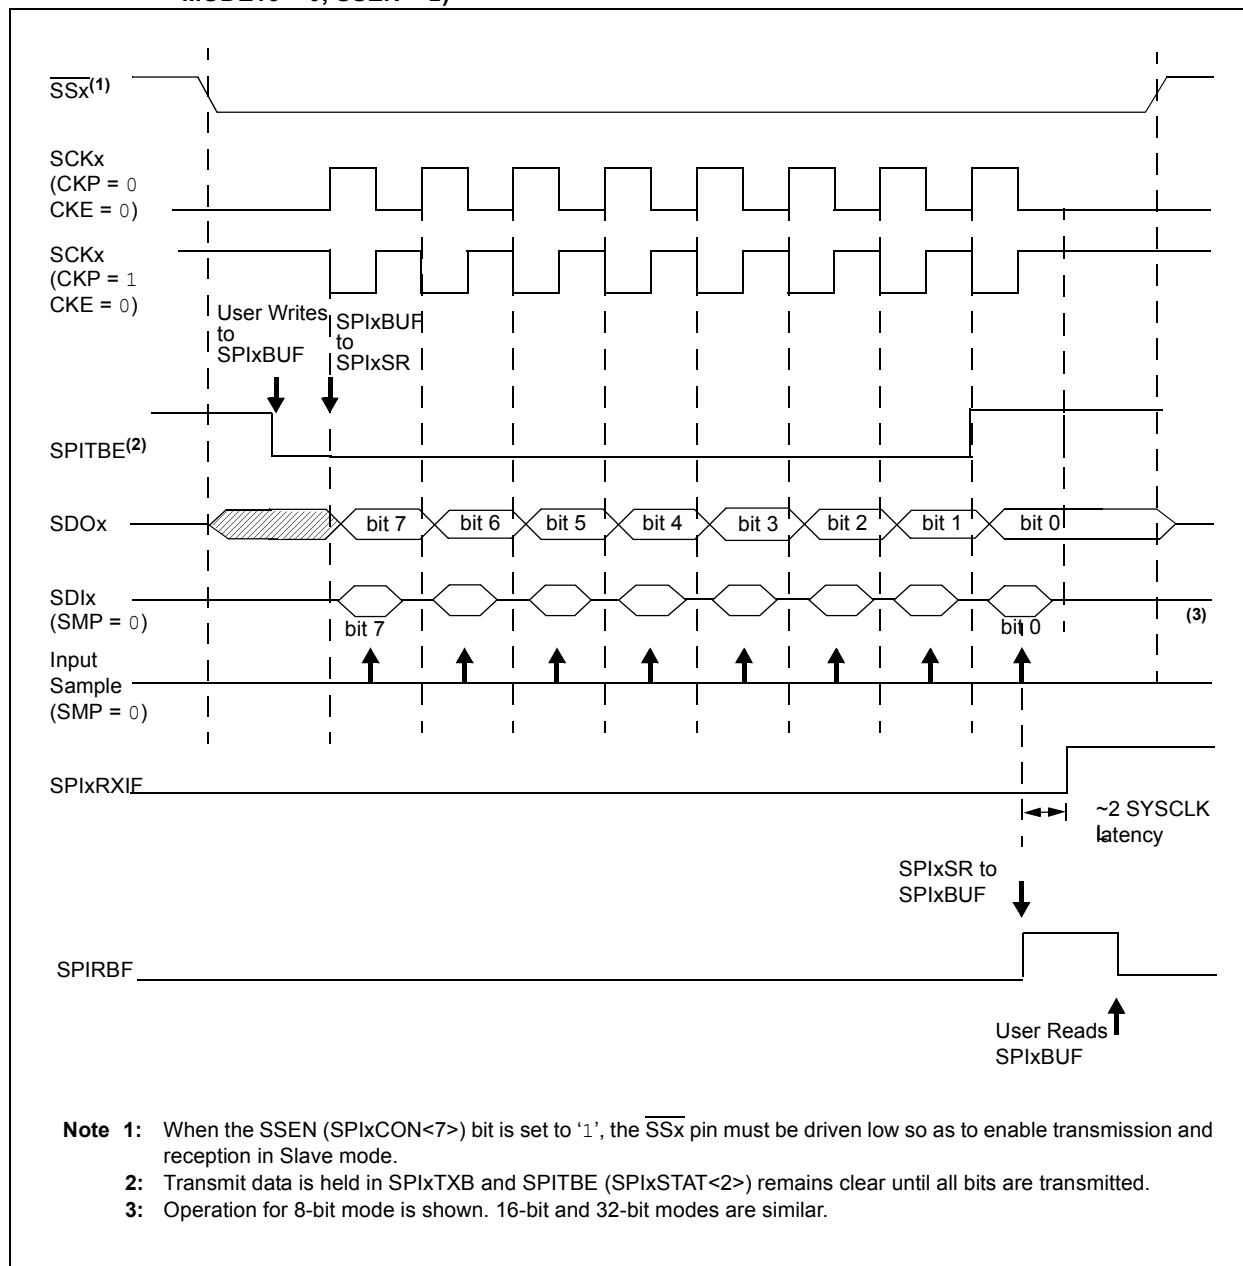 SSx(1)
SCKx
(CKP = 0
CKE = 0)
SCKx
(CKP = 1
CKE = 0)
User Writes
to
SPIxBUF
SPIxBUF
to
SPIxSR
SPITBE(2)
SDOx
bit 7 bit 6 bit 5 bit 4 bit 3 bit 2 bit 1 bit 0
SDIx
(SMP = 0)
bit 7 bit 0
(3)
Input
Sample
(SMP = 0)
SPIxRXIF
~2 SYSCLK
latency
SPIxSR to
SPIxBUF
SPIRBF
User Reads
SPIxBUF
Note 1: When the SSEN (SPIxCON<7>) bit is set to ‘1’, the SSx pin must be driven low so as to enable transmission and
reception in Slave mode.
2: Transmit data is held in SPIxTXB and SPITBE (SPIxSTAT<2>) remains clear until all bits are transmitted.
3: Operation for 8-bit mode is shown. 16-bit and 32-bit modes are similar.